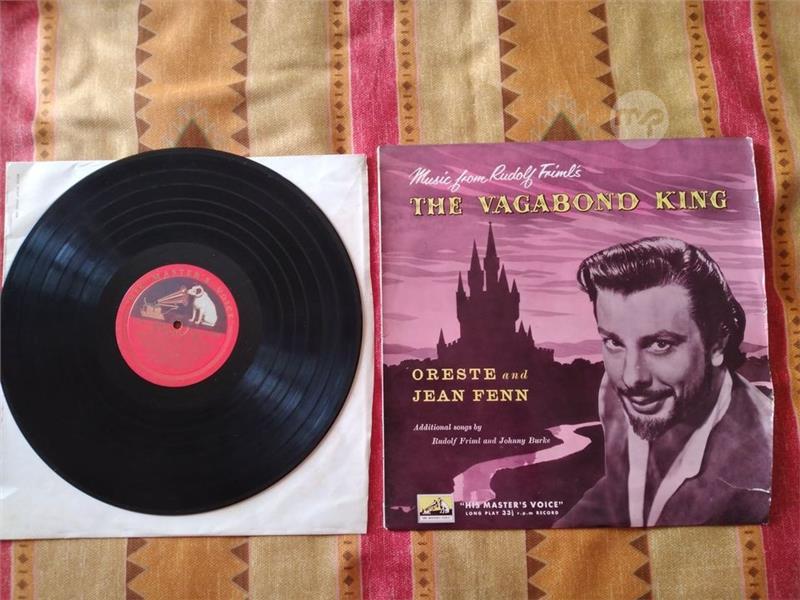 HIS MASTER'S VOICE
Music from Rudolf Friml's
THE VAGABOND KING
ORESTE and
JEAN FENN
Additional songs by
Rudolf Friml and Johnny Burke
"HIS MASTER'S VOICE"
LONG PLAY 33⅓ r.p.m RECORD
mvp